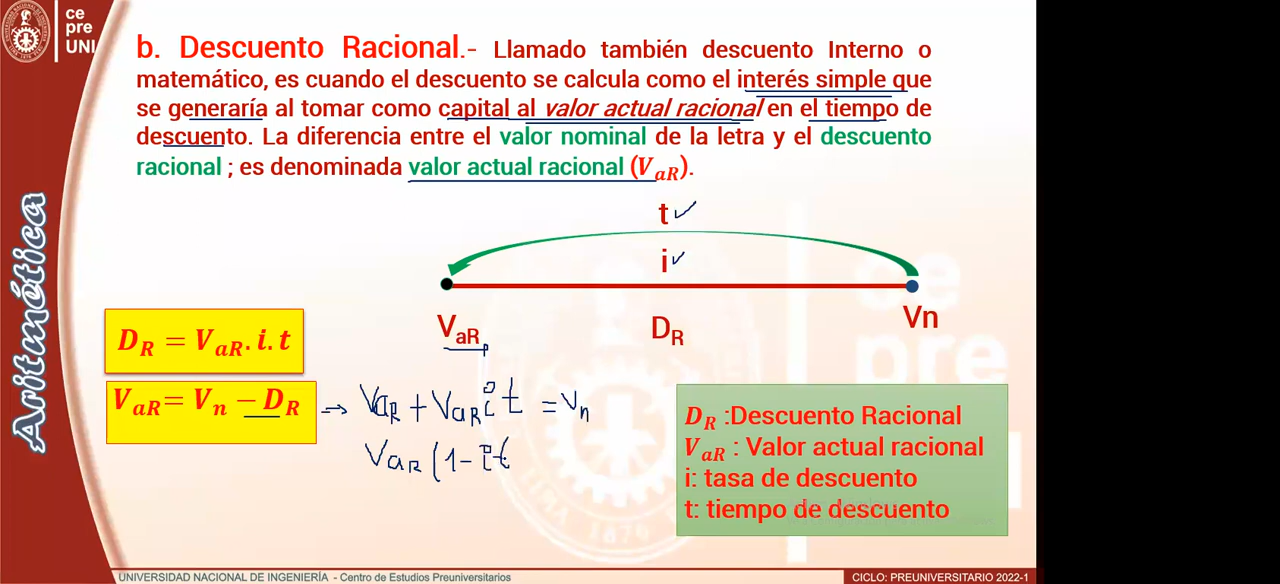 ce
pre
UNI
b. Descuento Racional.- Llamado también descuento Interno o
matemático, es cuando el descuento se calcula como el interés simple que
se generaría al tomar como capital al valor actual racional en el tiempo de
descuento. La diferencia entre el valor nominal de la letra y el descuento
racional ; es denominada valor actual racional (VaR).
Aritmética
t
i
VaR
DR
Vn
DR = VaR. i. t
VaR = Vn − DR → VaR + VaR i t = Vn
VaR (1 - it
DR :Descuento Racional
VaR : Valor actual racional
i: tasa de descuento
t: tiempo de descuento
ce
pre
1876
UNIVERSIDAD NACIONAL DE INGENIERÍA - Centro de Estudios Preuniversitarios
CICLO: PREUNIVERSITARIO 2022-1